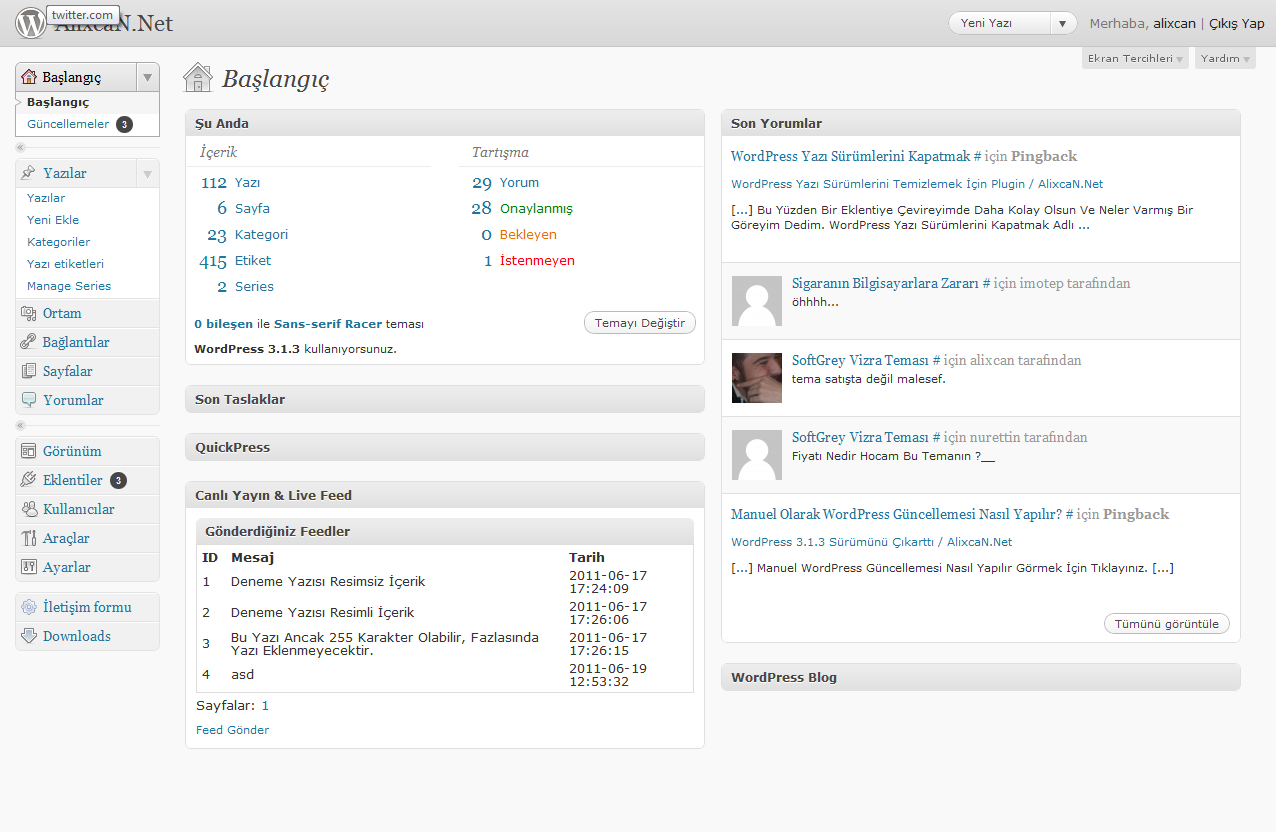 twitter.com
AlixcaN.Net
Yeni Yazı
Merhaba, alixcan | Çıkış Yap
Ekran Tercihleri
Yardım
Başlangıç
Başlangıç
Güncellemeler 3
Yazılar
Yazılar
Yeni Ekle
Kategoriler
Yazı etiketleri
Manage Series
Ortam
Bağlantılar
Sayfalar
Yorumlar
Görünüm
Eklentiler 3
Kullanıcılar
Araçlar
Ayarlar
İletişim formu
Downloads
Başlangıç
Şu Anda
İçerik
112 Yazı
6 Sayfa
23 Kategori
415 Etiket
2 Series
Tartışma
29 Yorum
28 Onaylanmış
0 Bekleyen
1 İstenmeyen
0 bileşen ile Sans-serif Racer teması
Temayı Değiştir
WordPress 3.1.3 kullanıyorsunuz.
Son Taslaklar
QuickPress
Canlı Yayın & Live Feed
Gönderdiğiniz Feedler
ID Mesaj Tarih
1 Deneme Yazısı Resimsiz İçerik 2011-06-17
17:24:09
2 Deneme Yazısı Resimli İçerik 2011-06-17
17:26:06
3 Bu Yazı Ancak 255 Karakter Olabilir, Fazlasında 2011-06-17
Yazı Eklenmeyecektir. 17:26:15
4 asd 2011-06-19
12:53:32
Sayfalar: 1
Feed Gönder
Son Yorumlar
WordPress Yazı Sürümlerini Kapatmak # için Pingback
WordPress Yazı Sürümlerini Temizlemek İçin Plugin / AlixcaN.Net
[...] Bu Yüzden Bir Eklentiye Çevireyimde Daha Kolay Olsun Ve Neler Varmış Bir
Göreyim Dedim. WordPress Yazı Sürümlerini Kapatmak Adlı ...
Sigaranın Bilgisayarlara Zararı # için imotep tarafından
öhhhh...
SoftGrey Vizra Teması # için alixcan tarafından
tema satışta değil malesef.
SoftGrey Vizra Teması # için nurettin tarafından
Fiyatı Nedir Hocam Bu Temanın ?__
Manuel Olarak WordPress Güncellemesi Nasıl Yapılır? # için Pingback
WordPress 3.1.3 Sürümünü Çıkarttı / AlixcaN.Net
[...] Manuel WordPress Güncellemesi Nasıl Yapılır Görmek İçin Tıklayınız. [...]
Tümünü görüntüle
WordPress Blog